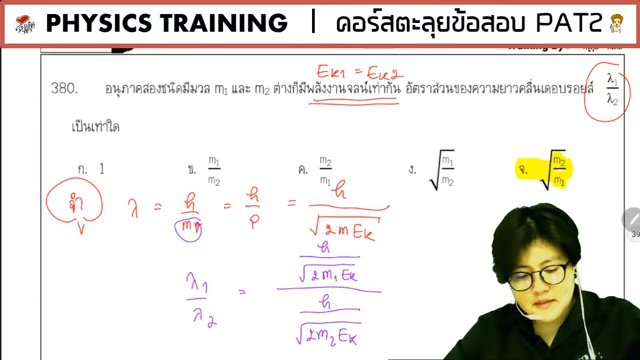 PHYSICS TRAINING | คอร์สตะลุยข้อสอบ PAT2
Ek1 = Ek2
380. อนุภาคสองชนิดมีมวล m₁ และ m₂ ต่างก็มีพลังงานจลน์เท่ากัน อัตราส่วนของความยาวคลื่นเดอบรอยล์ λ₁/λ₂
เป็นเท่าใด
ก. 1 ข. m₁/m₂ ค. m₂/m₁ ง. √(m₁/m₂) จ. √(m₂/m₁)
จำ λ = h/mv = h/p = h/√(2mEk)
λ₁/λ₂ = (h/√(2m₁Ek))/(h/√(2m₂Ek))
39